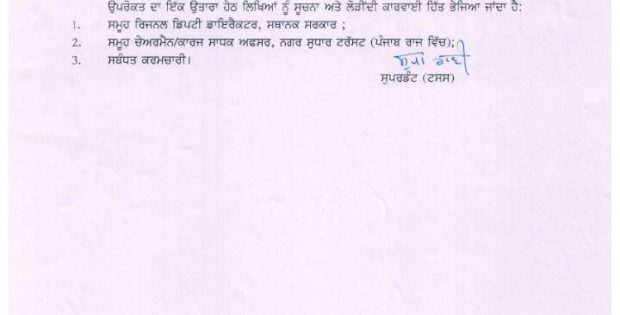 ਉਪਰੋਕਤ ਦਾ ਇਕ ਉਤਾਰਾ ਹੇਠ ਲਿਖਿਆਂ ਨੂੰ ਸੂਚਨਾ ਅਤੇ ਲੋੜੀਂਦੀ ਕਾਰਵਾਈ ਹਿੱਤ ਭੇਜਿਆ ਜਾਂਦਾ ਹੈ:
1. ਸਮੂਹ ਰਿਜਨਲ ਡਿਪਟੀ ਡਾਇਰੈਕਟਰ, ਸਥਾਨਕ ਸਰਕਾਰ ;
2. ਸਮੂਹ ਚੇਅਰਮੈਨ/ਕਾਰਜ ਸਾਧਕ ਅਫਸਰ, ਨਗਰ ਸੁਧਾਰ ਟਰੱਸਟ (ਪੰਜਾਬ ਰਾਜ ਵਿੱਚ);
3. ਸਬੰਧਤ ਕਰਮਚਾਰੀ।
ਸੁਪਰਡੰਟ (ਟਸਸ)